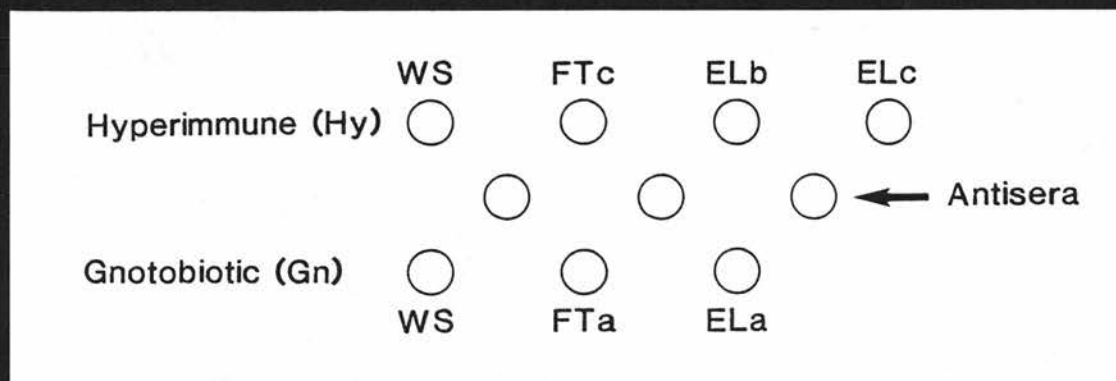 WS FTc ELb ELc
Hyperimmune (Hy)
Antisera
Gnotobiotic (Gn)
WS FTa ELa